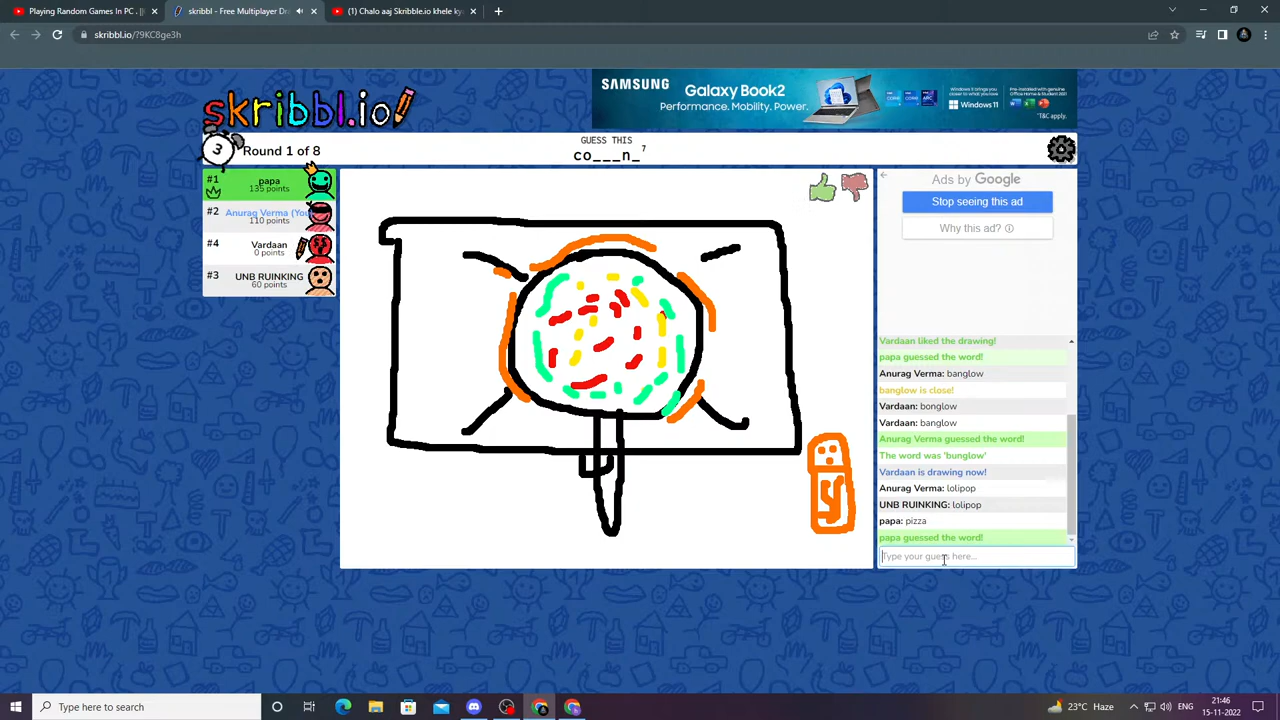 Playing Random Games In PC . ||
skribbl - Free Multiplayer Dra
(1) Chalo aaj Skribble.io khele ky
skribbl.io/?9KC8ge3h
skribbl.io
SAMSUNG
Galaxy Book2
Performance. Mobility. Power.
Windows 11
*T&C apply.
3
Round 1 of 8
GUESS THIS
co___n_ 7
#1 papa
135 points
#2 Anurag Verma (You
110 points
#4 Vardaan
0 points
#3 UNB RUINKING
60 points
Ads by Google
Stop seeing this ad
Why this ad?
Vardaan liked the drawing!
papa guessed the word!
Anurag Verma: banglow
banglow is close!
Vardaan: bonglow
Vardaan: banglow
Anurag Verma guessed the word!
The word was 'bunglow'
Vardaan is drawing now!
Anurag Verma: lolipop
UNB RUINKING: lolipop
papa: pizza
papa guessed the word!
Type your guess here...
Type here to search
23°C Haze
ENG
21:46
15-11-2022